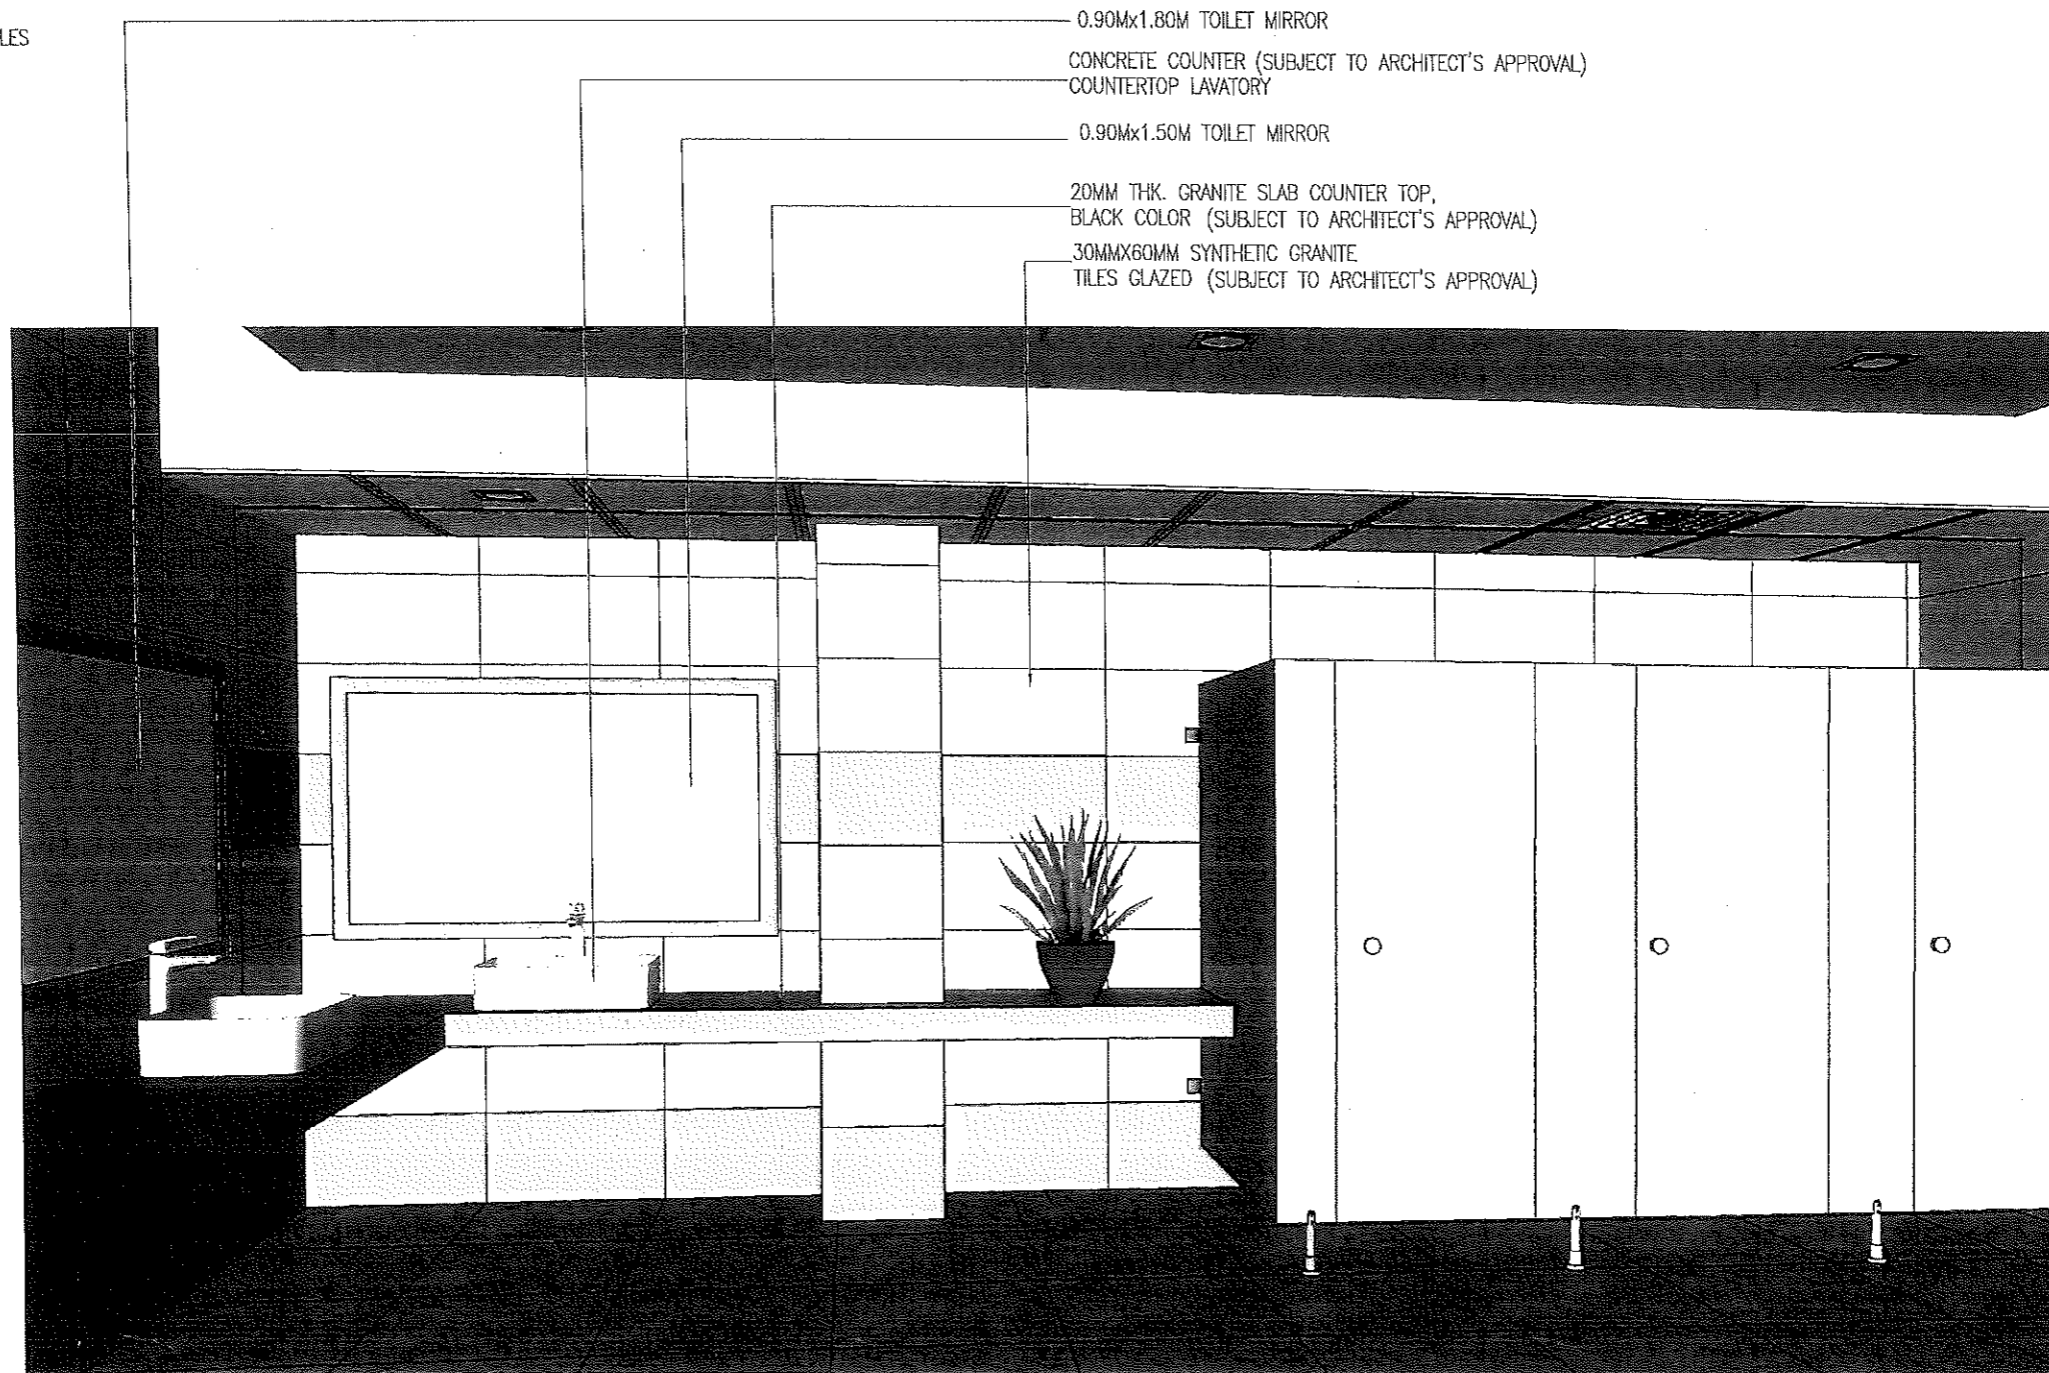 LES
0.90Mx1.80M TOILET MIRROR
CONCRETE COUNTER (SUBJECT TO ARCHITECT'S APPROVAL)
COUNTERTOP LAVATORY
0.90Mx1.50M TOILET MIRROR
20MM THK. GRANITE SLAB COUNTER TOP,
BLACK COLOR (SUBJECT TO ARCHITECT'S APPROVAL)
30MMX60MM SYNTHETIC GRANITE
TILES GLAZED (SUBJECT TO ARCHITECT'S APPROVAL)